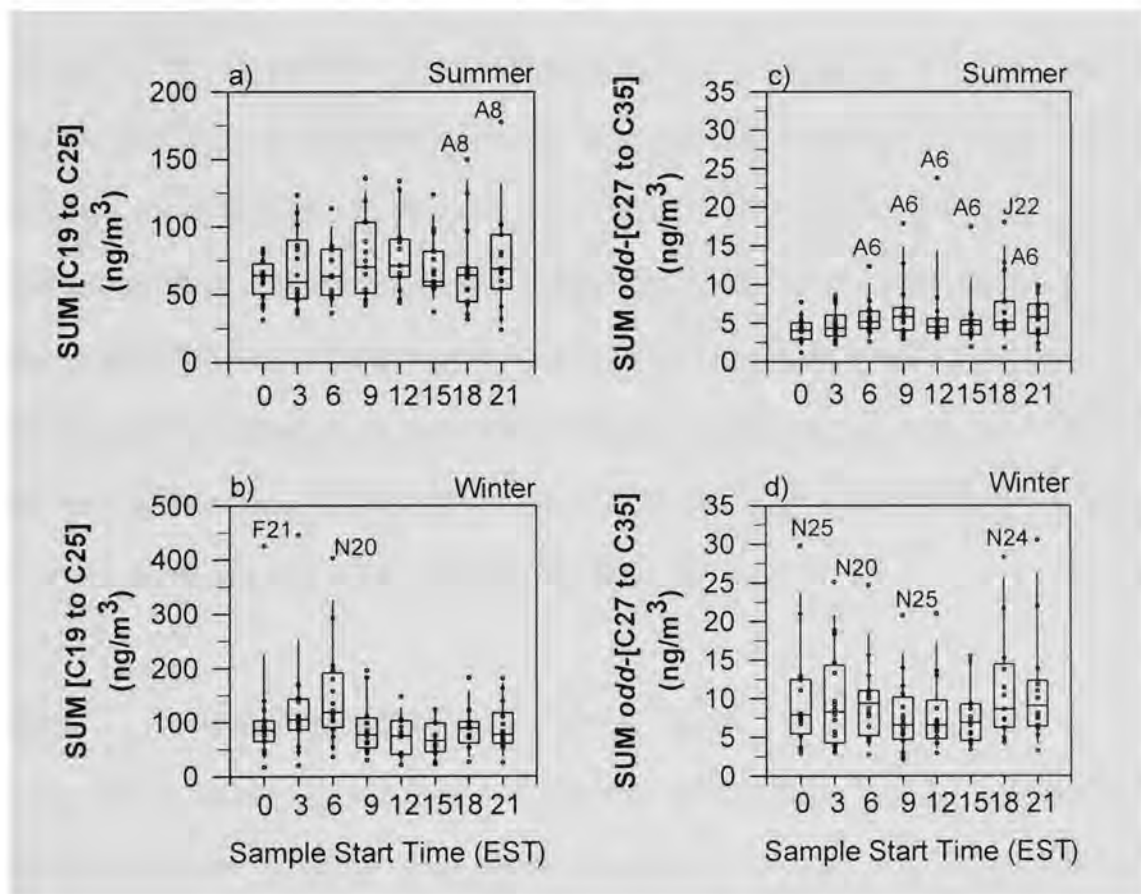 a) Summer
SUM [C19 to C25]
(ng/m³)
200
150
100
50
0
A8
A8
0 3 6 9 12 15 18 21
c) Summer
SUM odd-[C27 to C35]
(ng/m³)
35
30
25
20
15
10
5
0
A6
A6
A6
A6
J22
A6
0 3 6 9 12 15 18 21
b) Winter
SUM [C19 to C25]
(ng/m³)
500
400
300
200
100
0
F21
N20
0 3 6 9 12 15 18 21
Sample Start Time (EST)
d) Winter
SUM odd-[C27 to C35]
(ng/m³)
35
30
25
20
15
10
5
0
N25
N20
N25
N24
0 3 6 9 12 15 18 21
Sample Start Time (EST)